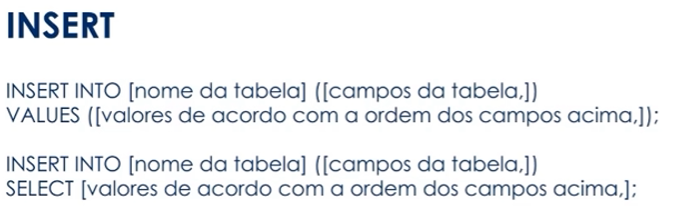 INSERT
INSERT INTO [nome da tabela] ([campos da tabela,])
VALUES ([valores de acordo com a ordem dos campos acima,]);
INSERT INTO [nome da tabela] ([campos da tabela,])
SELECT [valores de acordo com a ordem dos campos acima,];